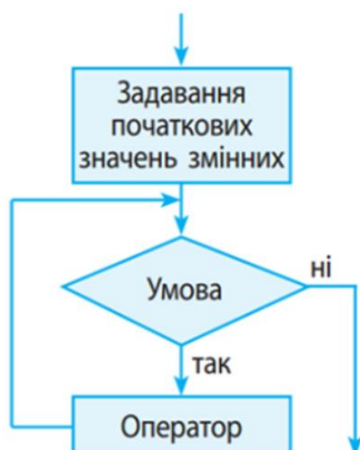 Задавання
початкових
значень змінних
Умова
ні
так
Оператор